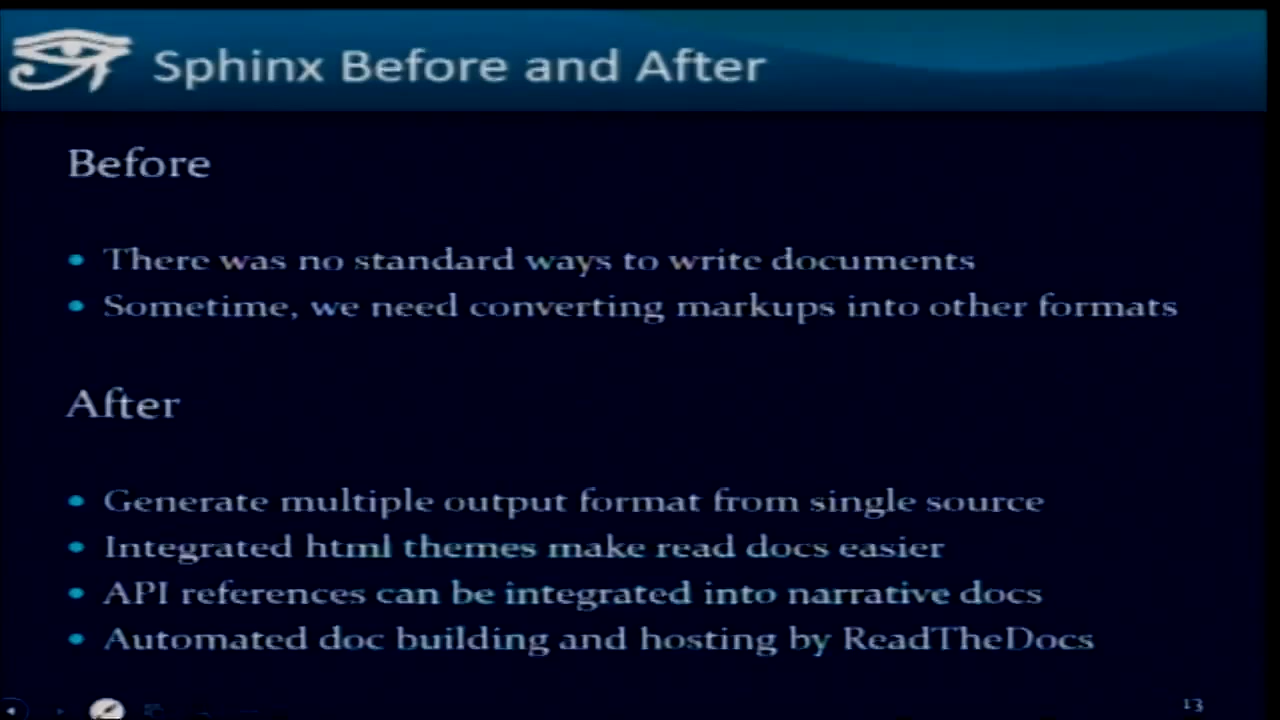 Sphinx Before and After
Before
• There was no standard ways to write documents
• Sometime, we need converting markups into other formats
After
• Generate multiple output format from single source
• Integrated html themes make read docs easier
• API references can be integrated into narrative docs
• Automated doc building and hosting by ReadTheDocs
13